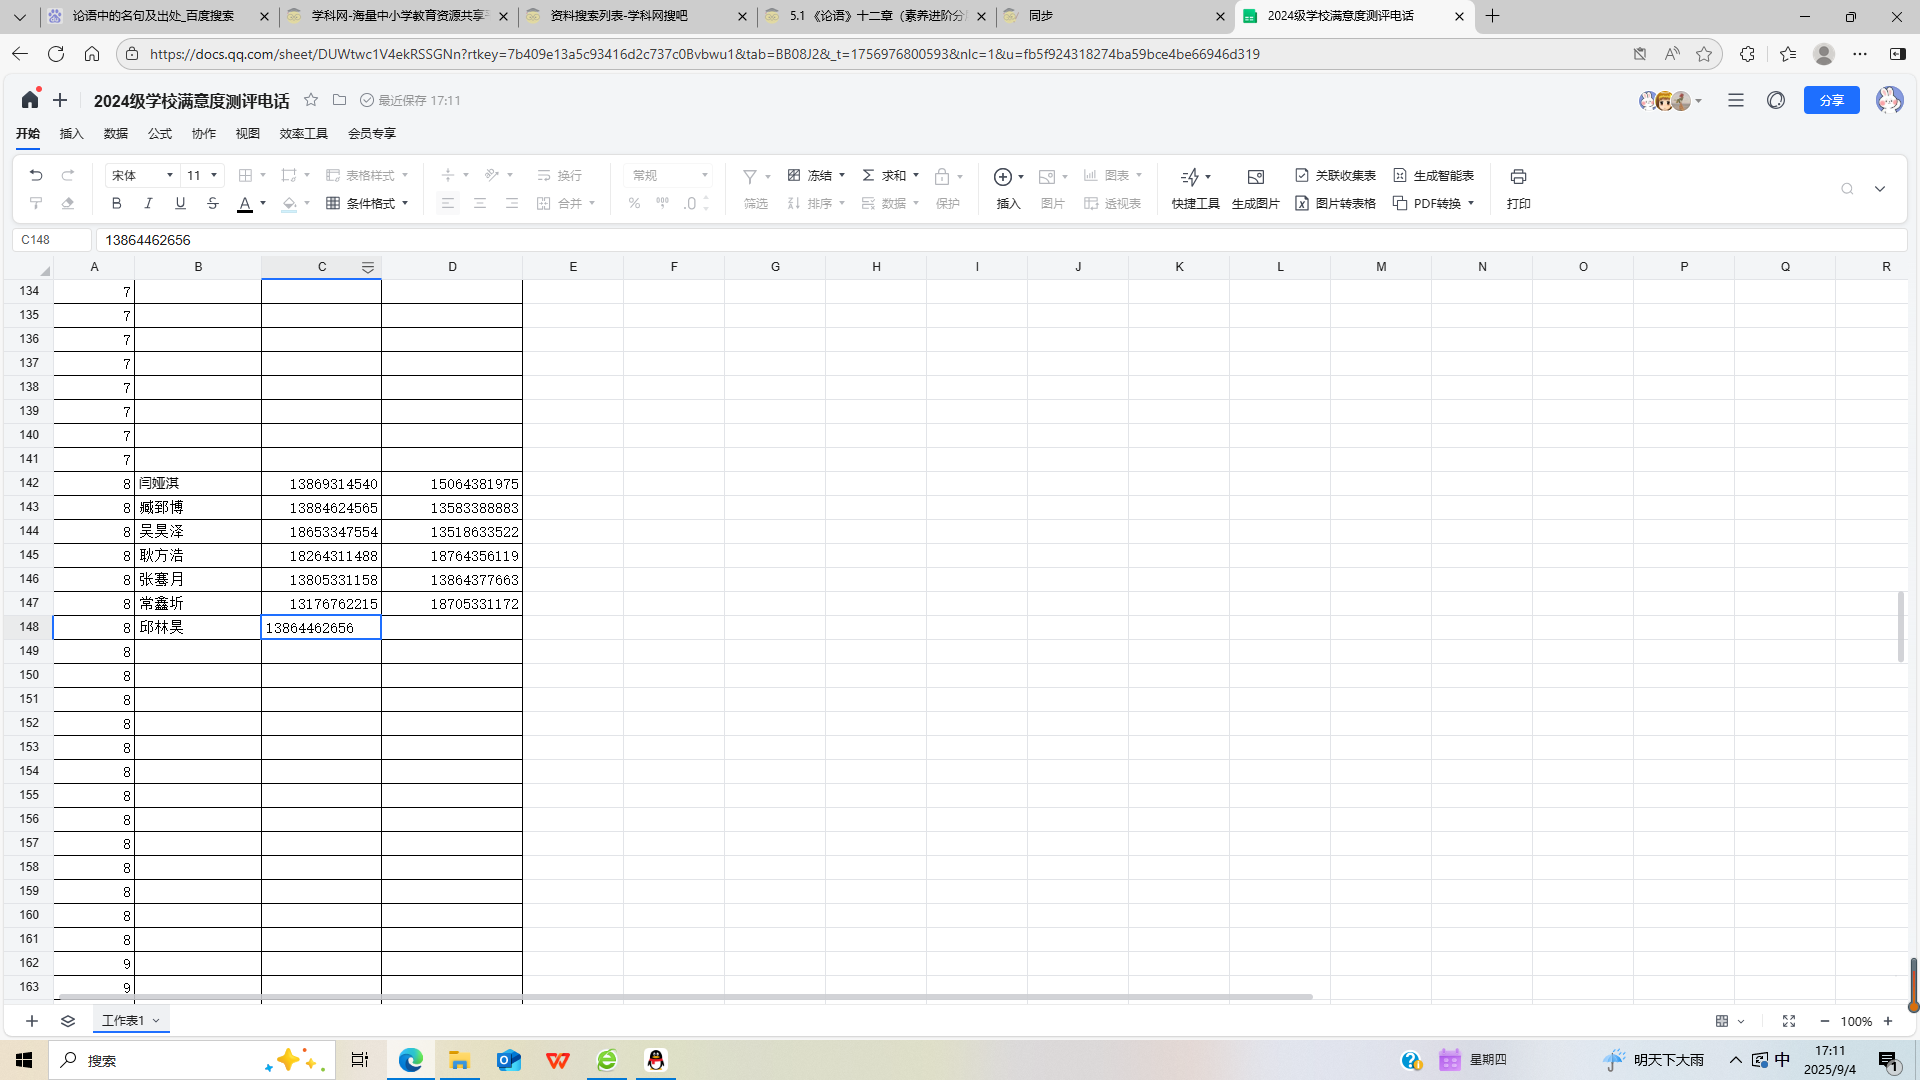 论语中的名句及出处_百度搜索
学科网-海量中小学教育资源共享
资料搜索列表-学科网搜吧
5.1《论语》十二章（素养进阶分
同步
2024级学校满意度测评电话
https://docs.qq.com/sheet/DUWtwc1V4ekRSSGNn?rtkey=7b409e13a5c93416d2c737c0Bvbwu1&tab=BB08J2&_t=1756976800593&nlc=1&u=fb5f924318274ba59bce4be66946d319
2024级学校满意度测评电话 最近保存 17:11 分享
开始 插入 数据 公式 协作 视图 效率工具 会员专享
宋体 11 表格样式 换行 常规 冻结 求和 图表 关联收集表 生成智能表
B I U S A 条件格式 合并 % .0 筛选 排序 数据 保护 插入 图片 透视表 快捷工具 生成图片 图片转表格 PDF转换 打印
C148 13864462656
A B C D E F G H I J K L M N O P Q R
134 7
135 7
136 7
137 7
138 7
139 7
140 7
141 7
142 8 闫娅淇 13869314540 15064381975
143 8 臧郅博 13884624565 13583388883
144 8 吴昊泽 18653347554 13518633522
145 8 耿方浩 18264311488 18764356119
146 8 张骞月 13805331158 13864377663
147 8 常鑫圻 13176762215 18705331172
148 8 邱林昊 13864462656
149 8
150 8
151 8
152 8
153 8
154 8
155 8
156 8
157 8
158 8
159 8
160 8
161 8
162 9
163 9
工作表1 100%
搜索 星期四 明天下大雨 中 17:11
2025/9/4 1